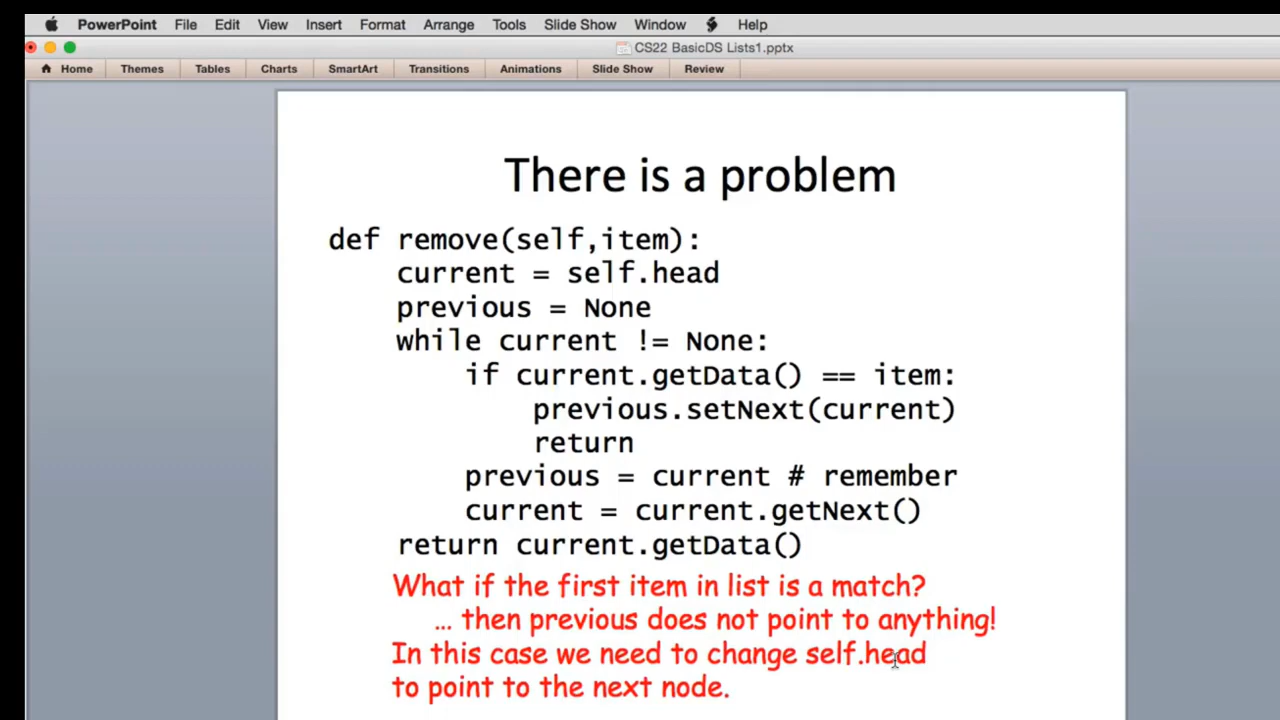 PowerPoint File Edit View Insert Format Arrange Tools Slide Show Window Help
CS22 BasicDS Lists1.pptx
Home Themes Tables Charts SmartArt Transitions Animations Slide Show Review
There is a problem
def remove(self,item):
    current = self.head
    previous = None
    while current != None:
        if current.getData() == item:
            previous.setNext(current)
            return
        previous = current # remember
        current = current.getNext()
    return current.getData()
What if the first item in list is a match?
... then previous does not point to anything!
In this case we need to change self.head
to point to the next node.